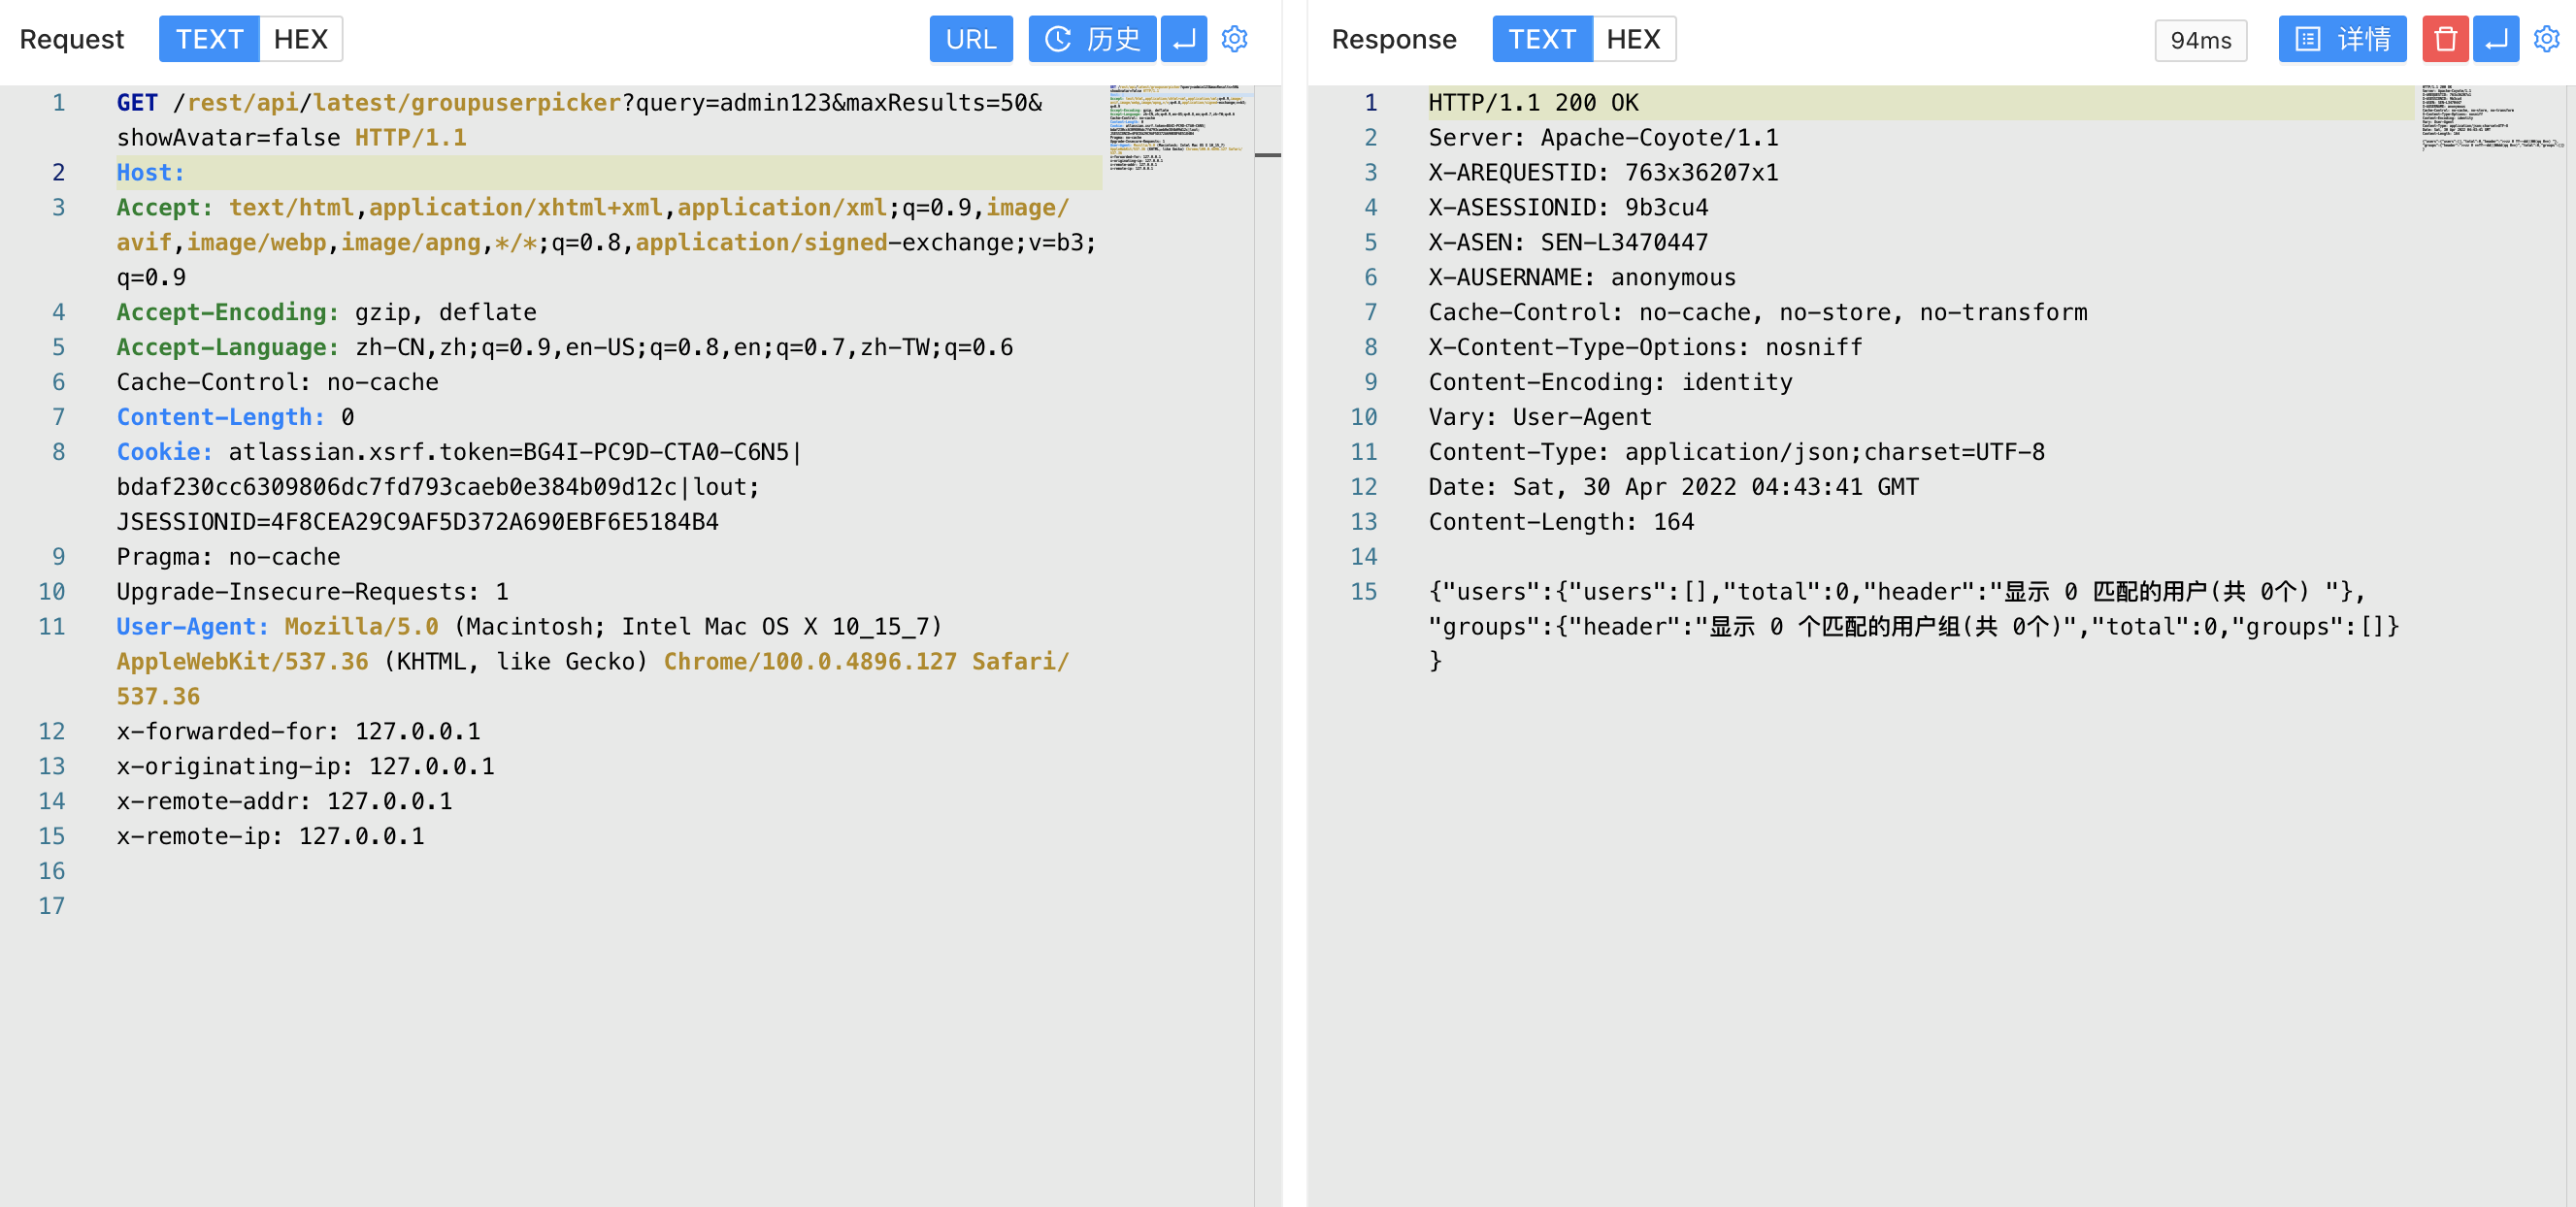 Request TEXT HEX URL 历史
1 GET /rest/api/latest/groupuserpicker?query=admin123&maxResults=50&
showAvatar=false HTTP/1.1
2 Host:
3 Accept: text/html,application/xhtml+xml,application/xml;q=0.9,image/
avif,image/webp,image/apng,*/*;q=0.8,application/signed-exchange;v=b3;
q=0.9
4 Accept-Encoding: gzip, deflate
5 Accept-Language: zh-CN,zh;q=0.9,en-US;q=0.8,en;q=0.7,zh-TW;q=0.6
6 Cache-Control: no-cache
7 Content-Length: 0
8 Cookie: atlassian.xsrf.token=BG4I-PC9D-CTA0-C6N5|
bdaf230cc6309806dc7fd793caeb0e384b09d12c|lout;
JSESSIONID=4F8CEA29C9AF5D372A690EBF6E5184B4
9 Pragma: no-cache
10 Upgrade-Insecure-Requests: 1
11 User-Agent: Mozilla/5.0 (Macintosh; Intel Mac OS X 10_15_7)
AppleWebKit/537.36 (KHTML, like Gecko) Chrome/100.0.4896.127 Safari/
537.36
12 x-forwarded-for: 127.0.0.1
13 x-originating-ip: 127.0.0.1
14 x-remote-addr: 127.0.0.1
15 x-remote-ip: 127.0.0.1
16
17
Response TEXT HEX 94ms 详情
1 HTTP/1.1 200 OK
2 Server: Apache-Coyote/1.1
3 X-AREQUESTID: 763x36207x1
4 X-ASESSIONID: 9b3cu4
5 X-ASEN: SEN-L3470447
6 X-AUSERNAME: anonymous
7 Cache-Control: no-cache, no-store, no-transform
8 X-Content-Type-Options: nosniff
9 Content-Encoding: identity
10 Vary: User-Agent
11 Content-Type: application/json;charset=UTF-8
12 Date: Sat, 30 Apr 2022 04:43:41 GMT
13 Content-Length: 164
14
15 {"users":{"users":[],"total":0,"header":"显示 0 匹配的用户(共 0个) "},
"groups":{"header":"显示 0 个匹配的用户组(共 0个)","total":0,"groups":[]}
}